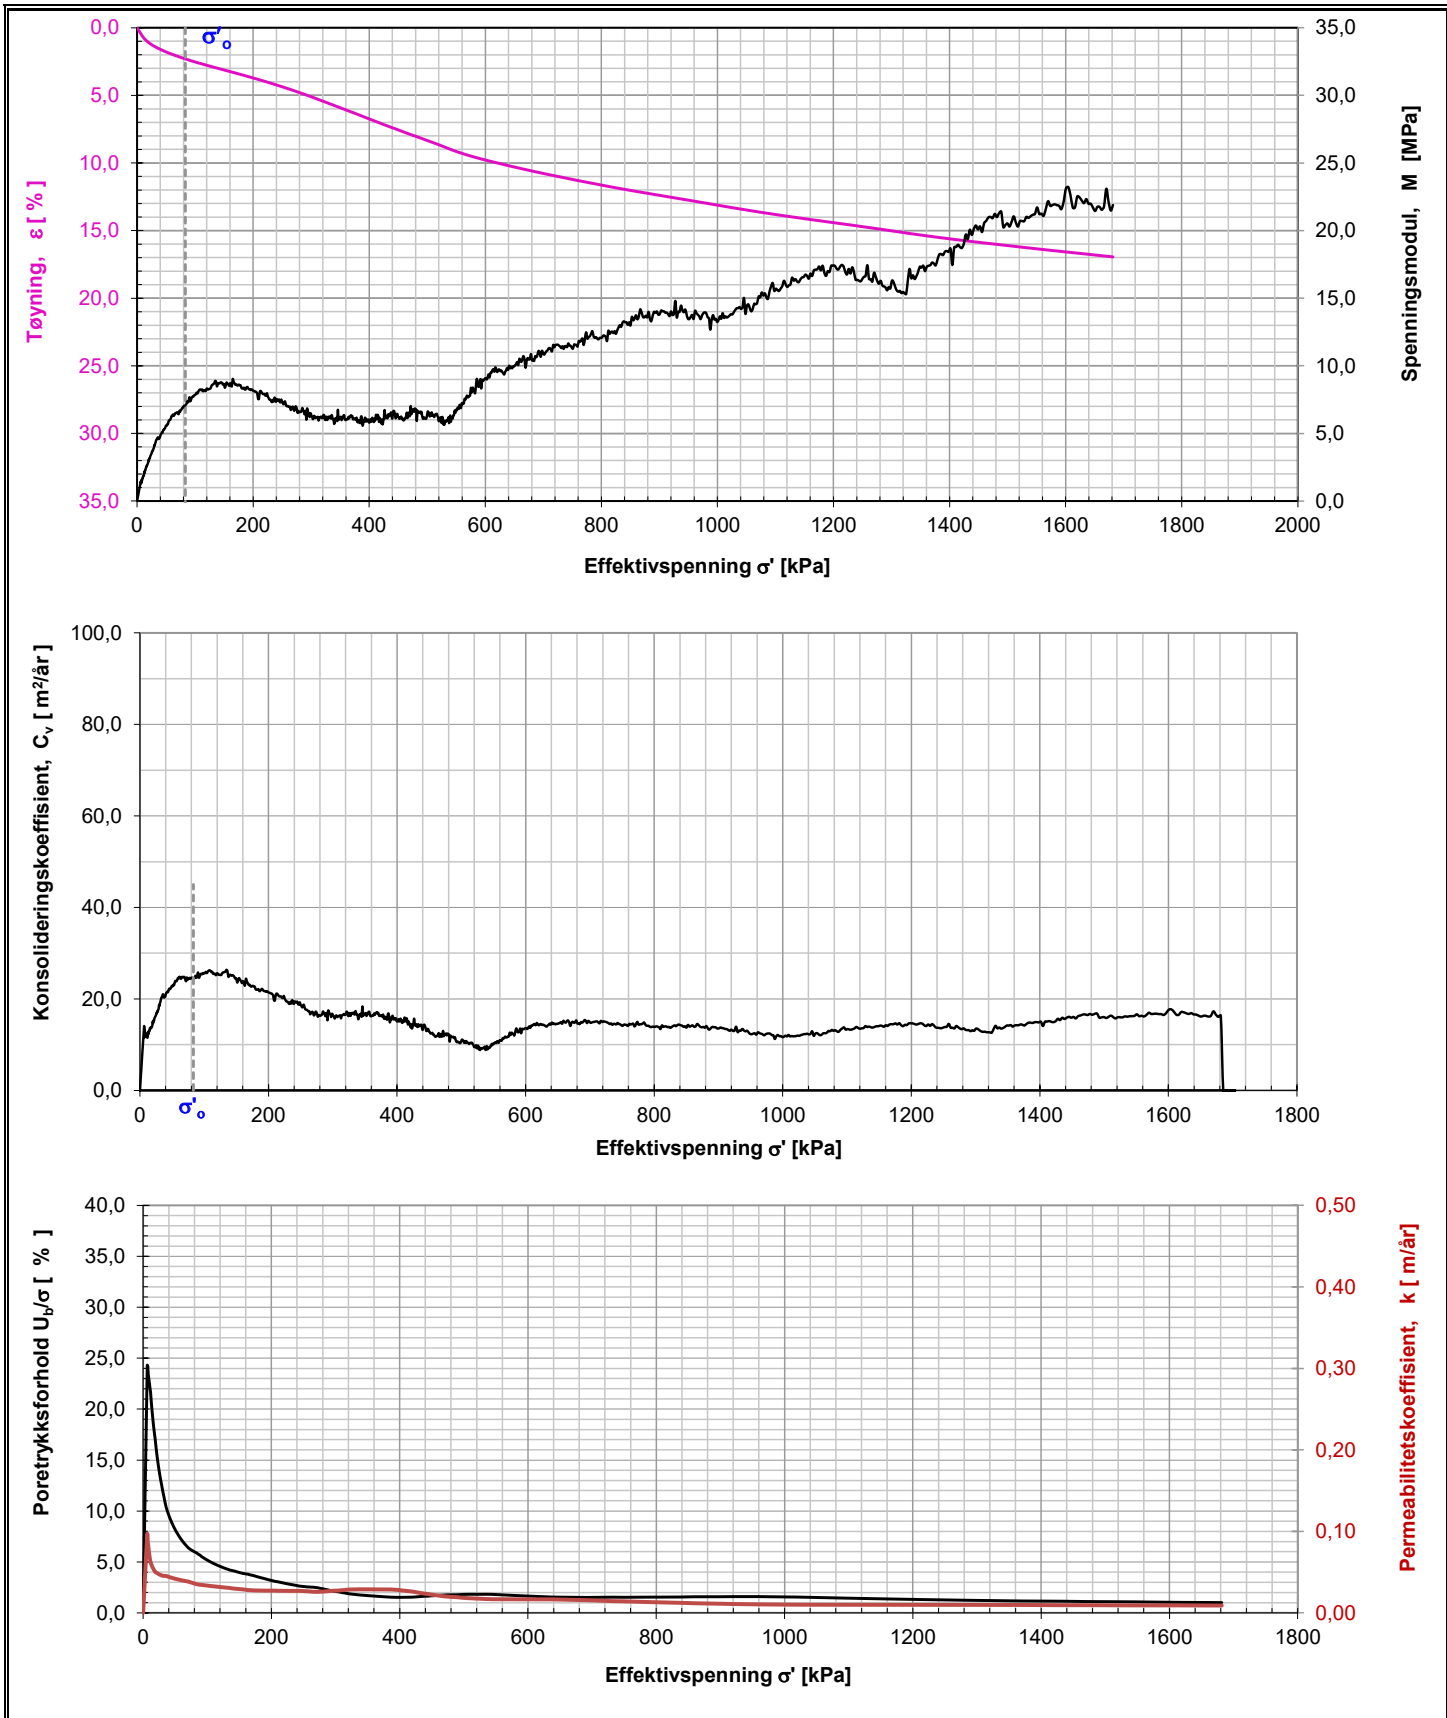 Tøyning, ε [ % ]
0,0
5,0
10,0
15,0
20,0
25,0
30,0
35,0
σ'o
35,0
30,0
25,0
20,0
15,0
10,0
5,0
0,0
Spenningsmodul, M [MPa]
0 200 400 600 800 1000 1200 1400 1600 1800 2000
Effektivspenning σ' [kPa]
Konsolideringskoeffisient, Cv [ m²/år ]
100,0
80,0
60,0
40,0
20,0
0,0
σ'o
0 200 400 600 800 1000 1200 1400 1600 1800
Effektivspenning σ' [kPa]
Poretrykksforhold Ub/σ [ % ]
40,0
35,0
30,0
25,0
20,0
15,0
10,0
5,0
0,0
0,50
0,40
0,30
0,20
0,10
0,00
Permeabilitetskoeffisient, k [ m/år]
0 200 400 600 800 1000 1200 1400 1600 1800
Effektivspenning σ' [kPa]